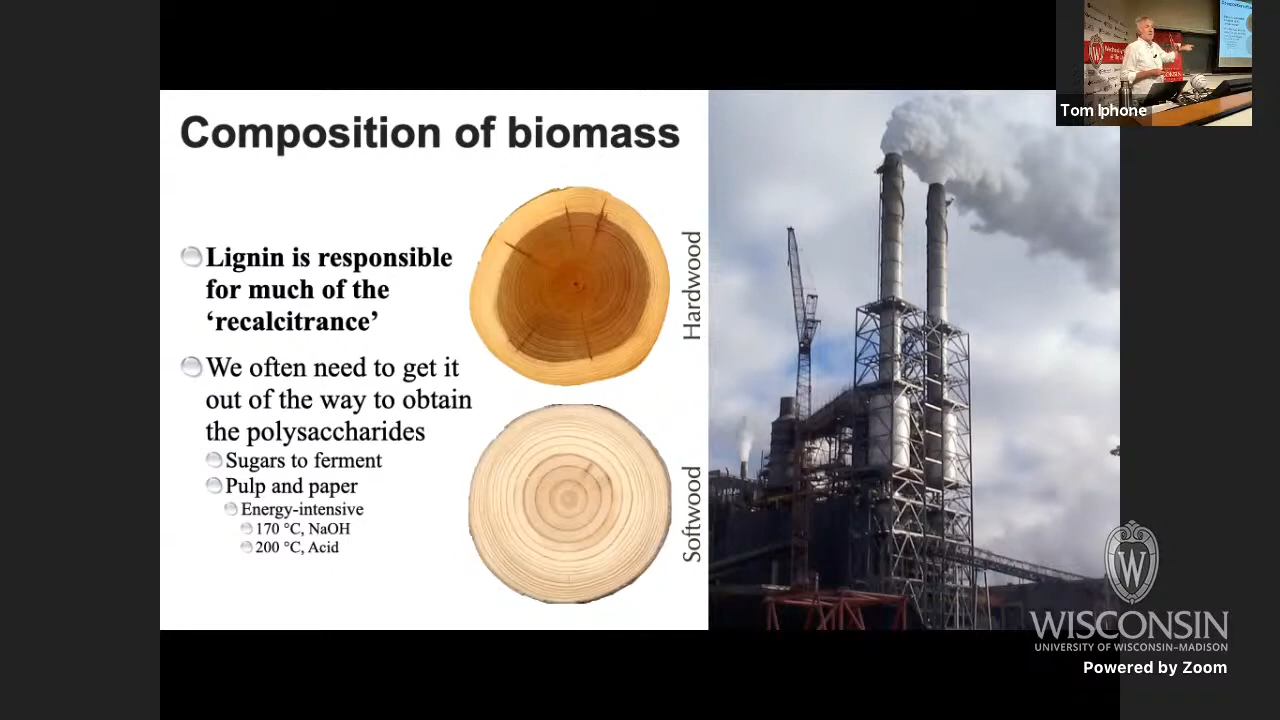 Composition of biomass
Lignin is responsible
for much of the
‘recalcitrance’
We often need to get it
out of the way to obtain
the polysaccharides
Sugars to ferment
Pulp and paper
Energy-intensive
170 °C, NaOH
200 °C, Acid
Hardwood
Softwood
Tom Iphone
W
WISCONSIN
UNIVERSITY OF WISCONSIN–MADISON
Powered by Zoom